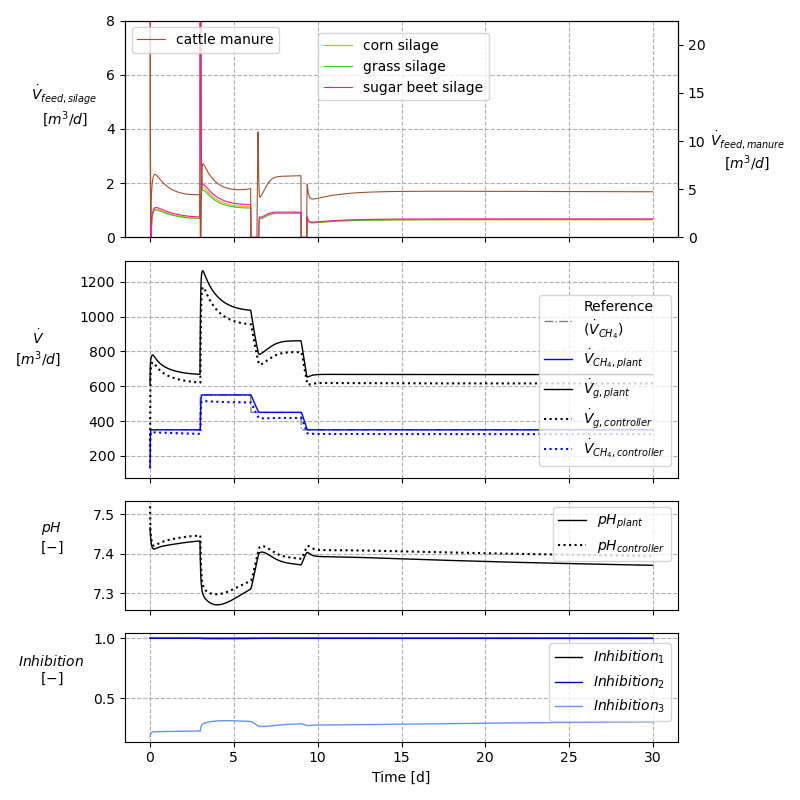 cattle manure
corn silage
grass silage
sugar beet silage
8
6
4
2
0
20
15
10
5
0
V̇feed, silage
[m³/d]
V̇feed, manure
[m³/d]
1200
1000
800
600
400
200
V̇
[m³/d]
Reference
(V̇CH₄)
V̇CH₄, plant
V̇g, plant
V̇g, controller
V̇CH₄, controller
7.5
7.4
7.3
pH
[−]
pHplant
pHcontroller
1.0
0.5
Inhibition
[−]
Inhibition₁
Inhibition₂
Inhibition₃
0 5 10 15 20 25 30
Time [d]